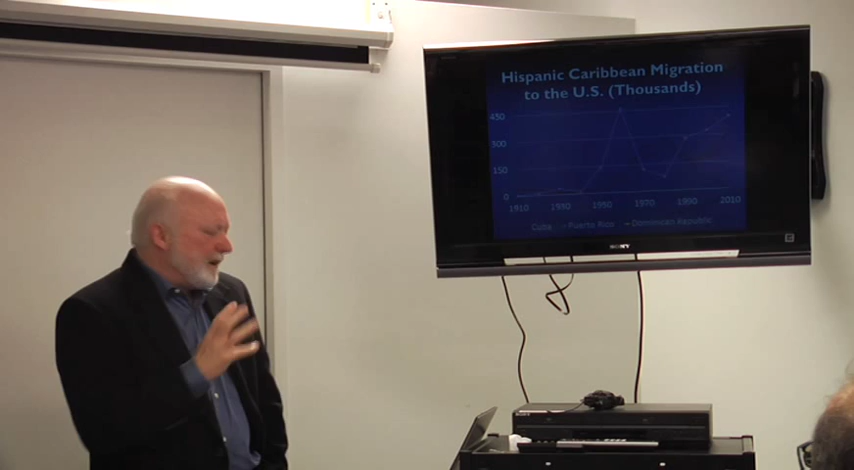 Hispanic Caribbean Migration
to the U.S. (Thousands)
450
300
150
0
1910 1930 1950 1970 1990 2010
Cuba Puerto Rico Dominican Republic
SONY
SONY